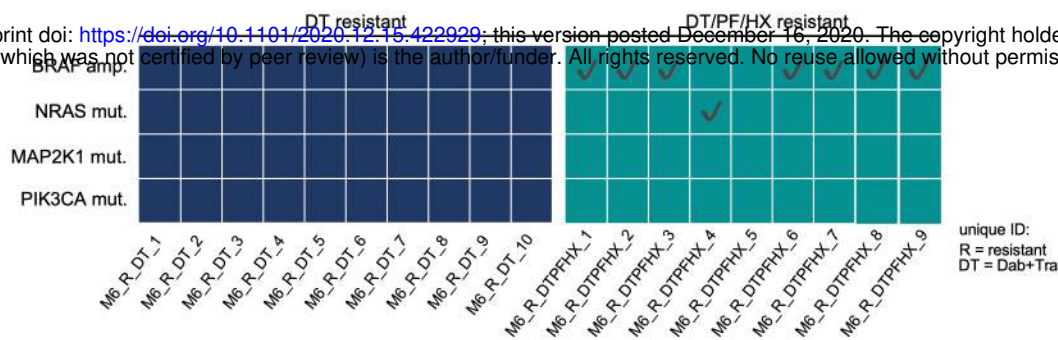 DT resistant
DT/PF/HX resistant
print doi: https://doi.org/10.1101/2020.12.15.422929; this version posted December 16, 2020. The copyright holde
which was not certified by peer review) is the author/funder. All rights reserved. No reuse allowed without permis
BRAF amp.
NRAS mut.
MAP2K1 mut.
PIK3CA mut.
M6_R_DT_1
M6_R_DT_2
M6_R_DT_3
M6_R_DT_4
M6_R_DT_5
M6_R_DT_6
M6_R_DT_7
M6_R_DT_8
M6_R_DT_9
M6_R_DT_10
M6_R_DTPFHX_1
M6_R_DTPFHX_2
M6_R_DTPFHX_3
M6_R_DTPFHX_4
M6_R_DTPFHX_5
M6_R_DTPFHX_6
M6_R_DTPFHX_7
M6_R_DTPFHX_8
M6_R_DTPFHX_9
unique ID:
R = resistant
DT = Dab+Tra